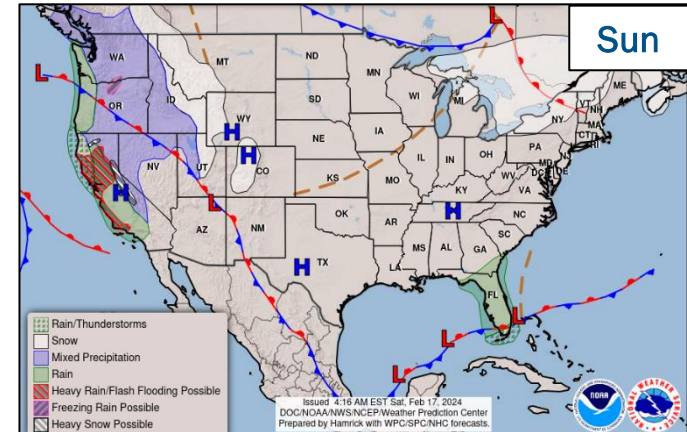 Sun
L
L
WA
MT
ND
MN
ME
OR
ID
WY
SD
WI
MI
VT
NH
NY
MA
CT
RI
H
H
NE
IA
PA
NJ
NV
UT
CO
IL
IN
OH
MD
DE
DC
WV
VA
KS
MO
KY
H
L
H
NC
AZ
NM
OK
AR
SC
MS
AL
GA
H
TX
LA
FL
L
L
L
Rain/Thunderstorms
Snow
Mixed Precipitation
Rain
Heavy Rain/Flash Flooding Possible
Freezing Rain Possible
Heavy Snow Possible
Issued 4:16 AM EST Sat, Feb 17, 2024
DOC/NOAA/NWS/NCEP/Weather Prediction Center
Prepared by Hamrick with WPC/SPC/NHC forecasts.
NOAA
NATIONAL WEATHER SERVICE